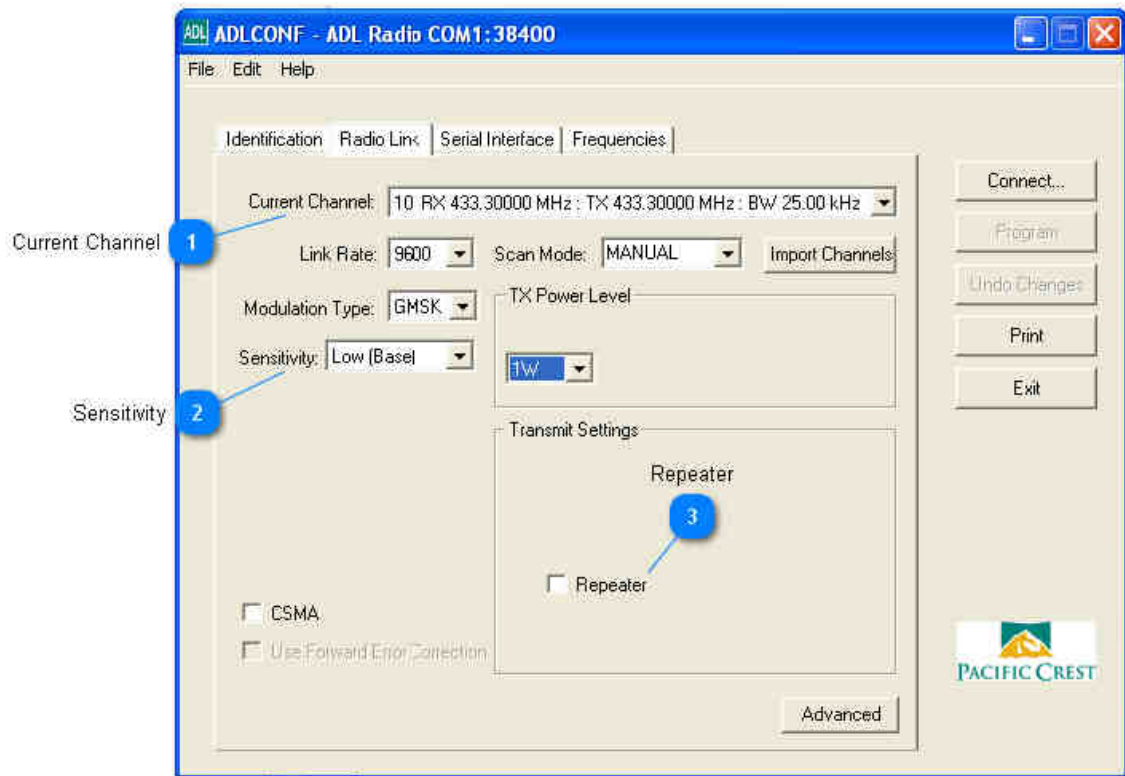 ADL ADLCONF - ADL Radio COM1:38400
File Edit Help
Identification Radio Link Serial Interface Frequencies
Current Channel: 10 RX 433.30000 MHz : TX 433.30000 MHz : BW 25.00 kHz
Connect...
Current Channel 1
Link Rate: 9600 Scan Mode: MANUAL Import Channels
Program
Modulation Type: GMSK TX Power Level
Undo Changes
Sensitivity: Low (Base)
1W
Print
Exit
Sensitivity 2
Transmit Settings
Repeater
3
Repeater
CSMA
Use Forward Error Correction
PACIFIC CREST
Advanced